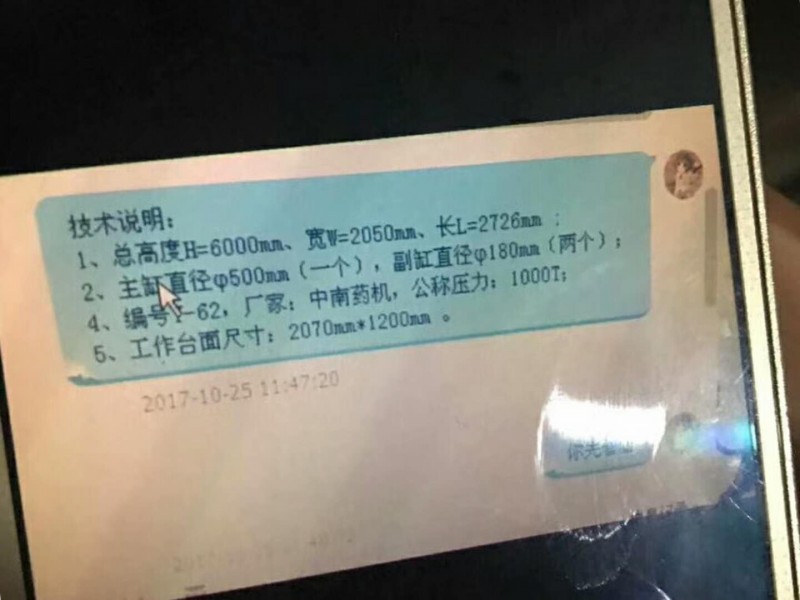 技术说明:
1、总高度H=6000mm、宽W=2050mm、长L=2726mm ;
2、主缸直径φ500mm（一个），副缸直径φ180mm（两个）;
4、编号 -62，厂家：中南药机，公称压力：1000T;
5、工作台面尺寸：2070mm*1200mm 。
2017-10-25 11:47:20